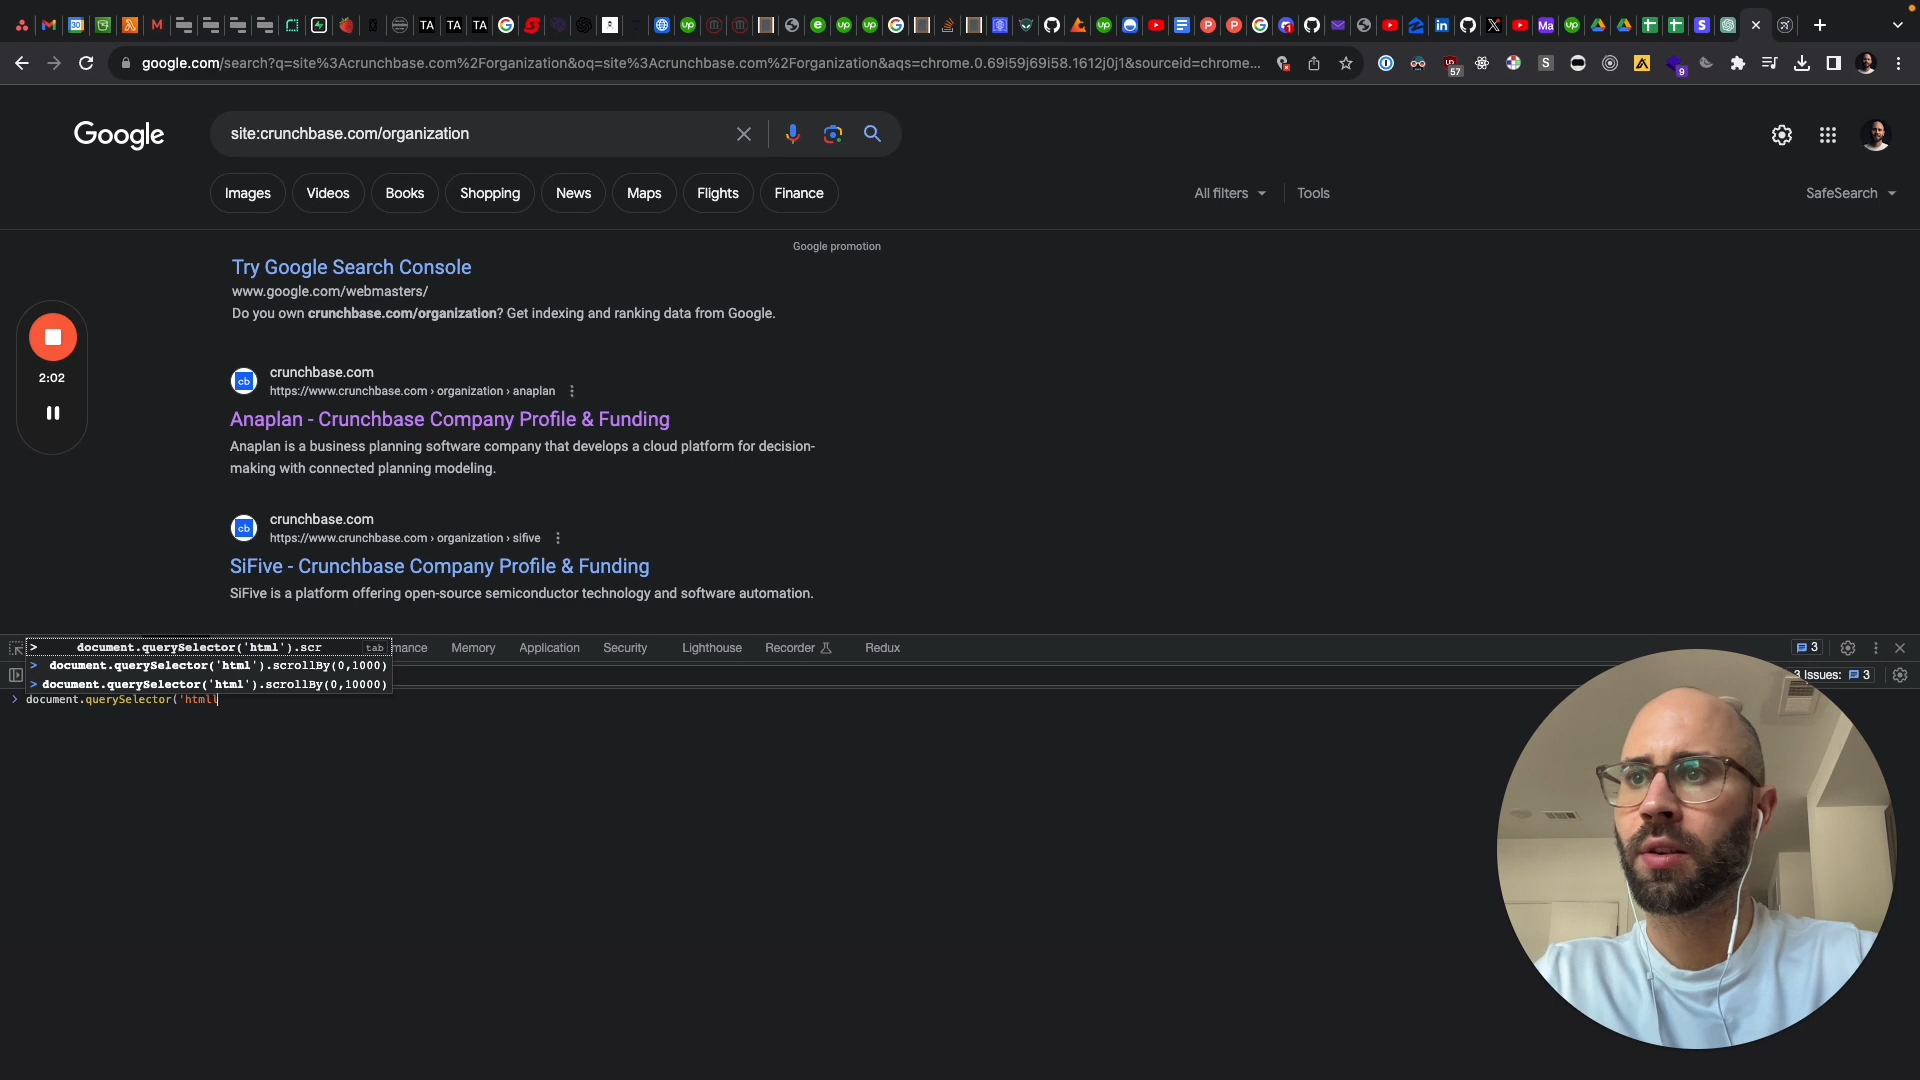 google.com/search?q=site%3Acrunchbase.com%2Forganization&oq=site%3Acrunchbase.com%2Forganization&aqs=chrome.0.69i59j69i58.1612j0j1&sourceid=chrome...
57
9
Google
site:crunchbase.com/organization
Images
Videos
Books
Shopping
News
Maps
Flights
Finance
All filters
Tools
SafeSearch
Google promotion
Try Google Search Console
www.google.com/webmasters/
Do you own crunchbase.com/organization? Get indexing and ranking data from Google.
2:02
cb
crunchbase.com
https://www.crunchbase.com › organization › anaplan
Anaplan - Crunchbase Company Profile & Funding
Anaplan is a business planning software company that develops a cloud platform for decision-
making with connected planning modeling.
cb
crunchbase.com
https://www.crunchbase.com › organization › sifive
SiFive - Crunchbase Company Profile & Funding
SiFive is a platform offering open-source semiconductor technology and software automation.
> document.querySelector('html').scr tab
> document.querySelector('html').scrollBy(0,1000)
> document.querySelector('html').scrollBy(0,10000)
mance
Memory
Application
Security
Lighthouse
Recorder
Redux
3
3 Issues: 3
> document.querySelector('htmll